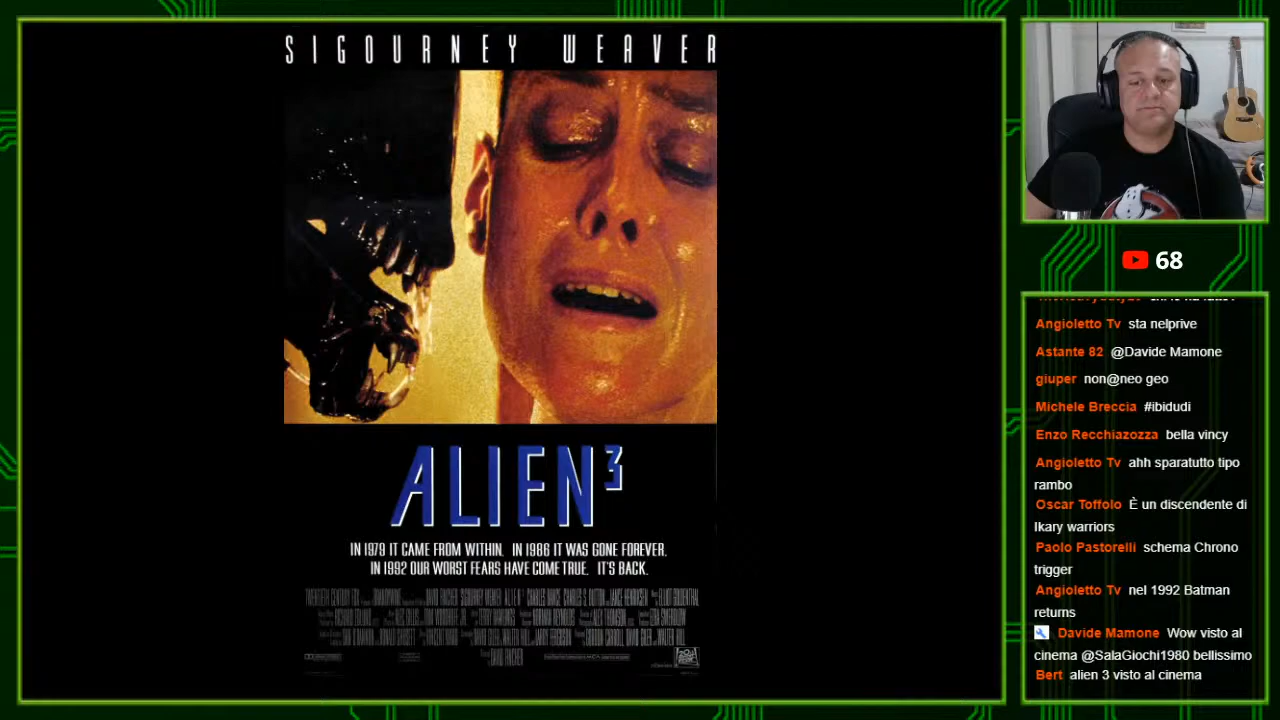 SIGOURNEY WEAVER
ALIEN³
IN 1979 IT CAME FROM WITHIN. IN 1986 IT WAS GONE FOREVER.
IN 1992 OUR WORST FEARS HAVE COME TRUE. IT'S BACK.
DAVID FINCHER
68
Angioletto Tv sta nelprive
Astante 82 @Davide Mamone
giuper non@neo geo
Michele Breccia #ibidudi
Enzo Recchiazozza bella vincy
Angioletto Tv ahh sparatutto tipo
rambo
Oscar Toffolo È un discendente di
Ikary warriors
Paolo Pastorelli schema Chrono
trigger
Angioletto Tv nel 1992 Batman
returns
Davide Mamone Wow visto al
cinema @SalaGiochi1980 bellissimo
Bert alien 3 visto al cinema